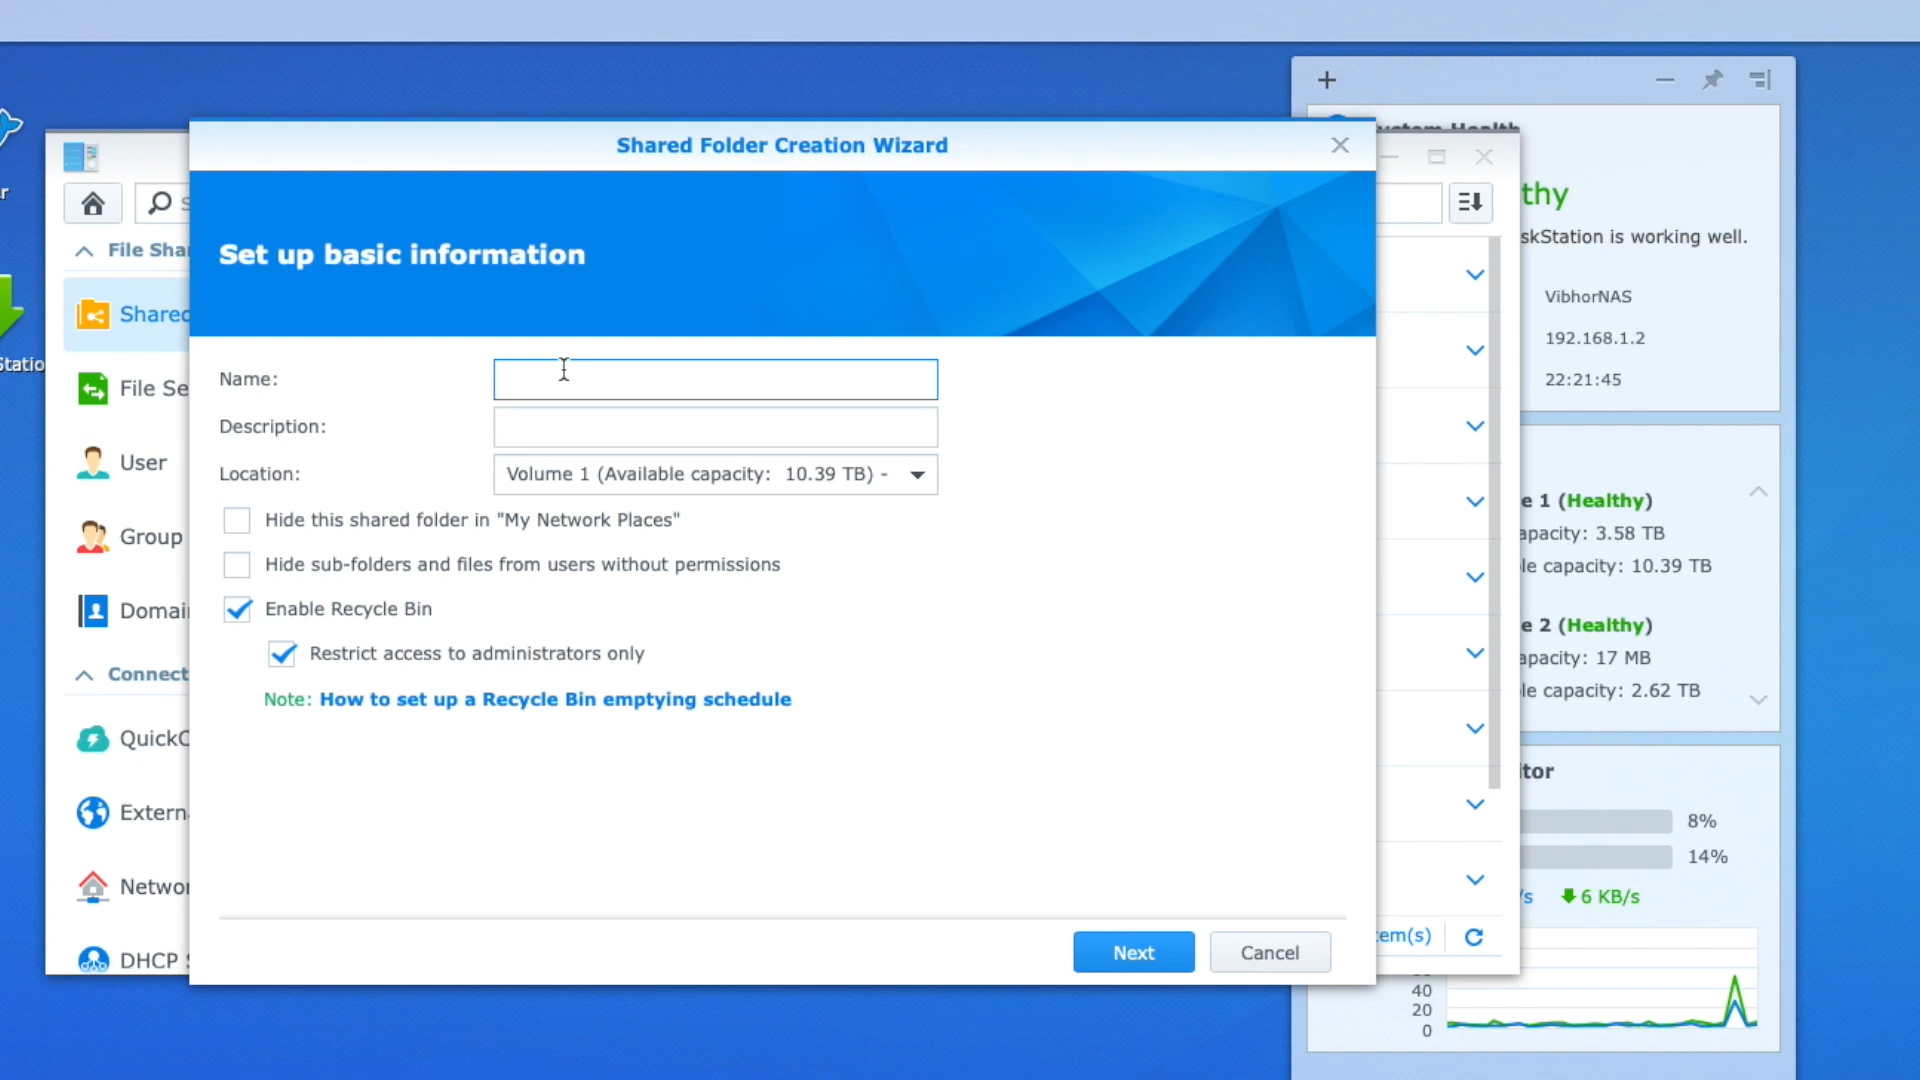 Shared Folder Creation Wizard
Set up basic information
Name:
Description:
Location:
Volume 1 (Available capacity: 10.39 TB) -
Hide this shared folder in "My Network Places"
Hide sub-folders and files from users without permissions
Enable Recycle Bin
Restrict access to administrators only
Note: How to set up a Recycle Bin emptying schedule
Next
Cancel
File Sha
Shared
File Se
User
Group
Domai
Connect
QuickC
Externa
Networ
DHCP S
Statio
r
tem(s)
System Health
thy
skStation is working well.
VibhorNAS
192.168.1.2
22:21:45
e 1 (Healthy)
apacity: 3.58 TB
le capacity: 10.39 TB
e 2 (Healthy)
apacity: 17 MB
le capacity: 2.62 TB
itor
8%
14%
/s 6 KB/s
40
20
0